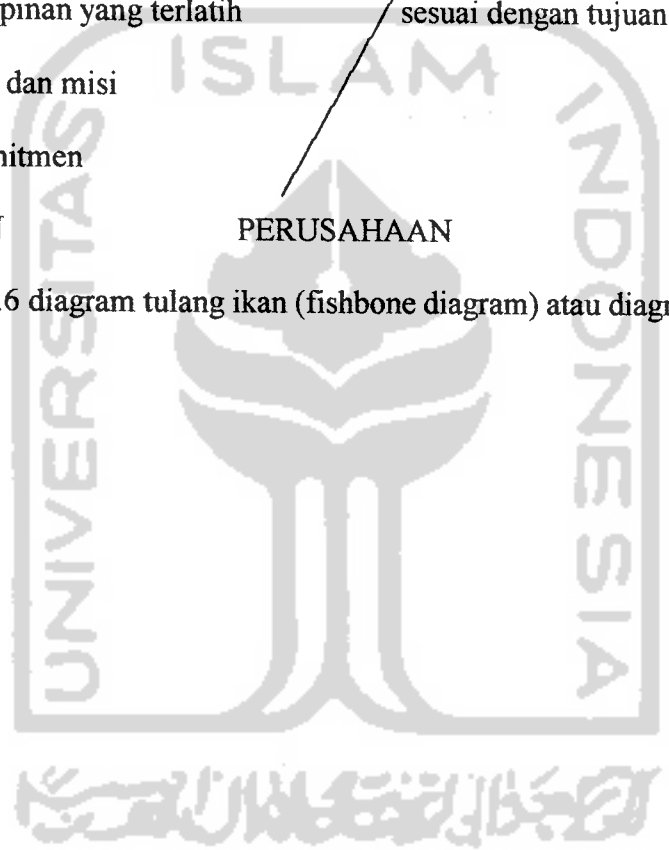 pinan yang terlatih sesuai dengan tujuan
dan misi
nitmen
PERUSAHAAN
.6 diagram tulang ikan (fishbone diagram) atau diagr
ISLAM
UNIVERSITAS
INDONESIA